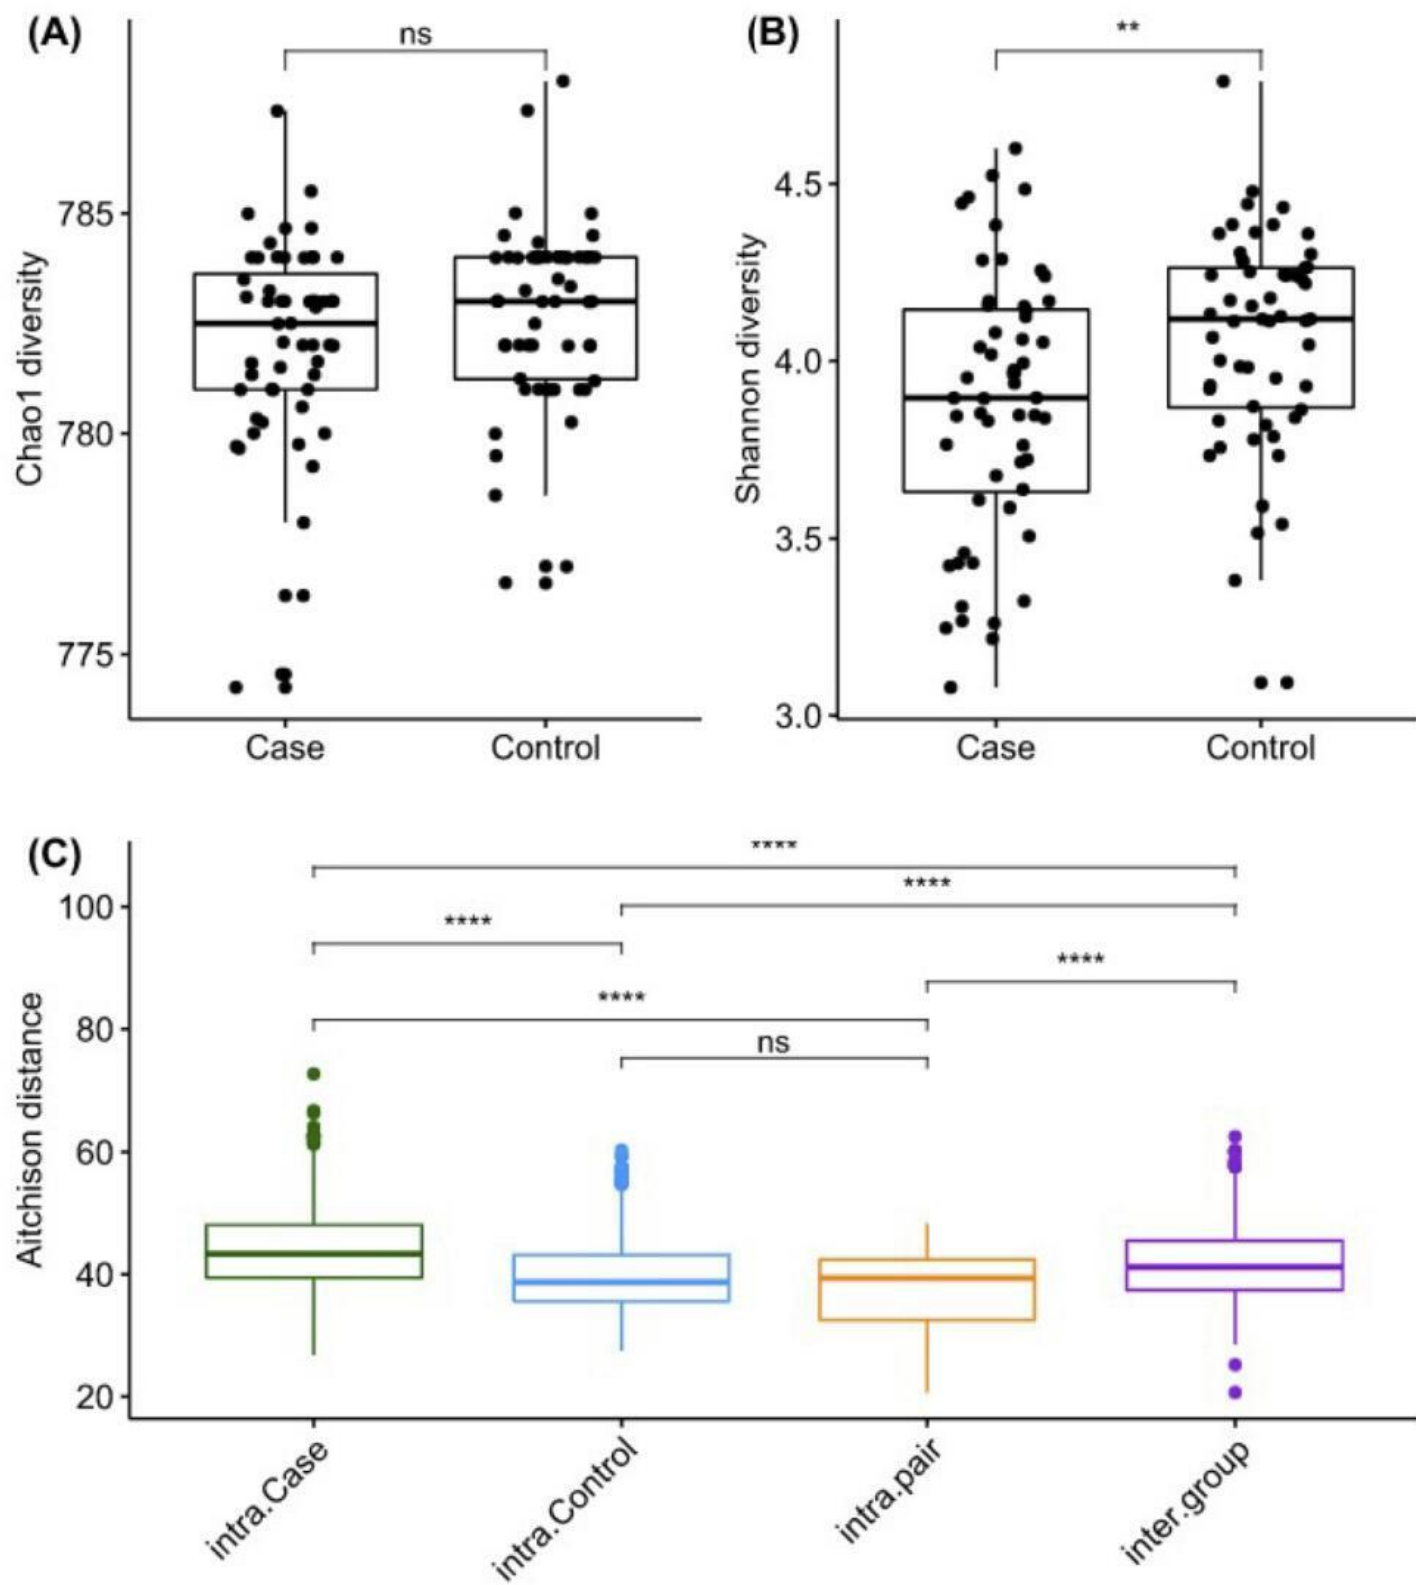 (A)
ns
Chao1 diversity
785
780
775
Case Control
(B)
**
Shannon diversity
4.5
4.0
3.5
3.0
Case Control
(C)
****
****
****
****
****
ns
Aitchison distance
100
80
60
40
20
intra.Case
intra.Control
intra.pair
inter.group